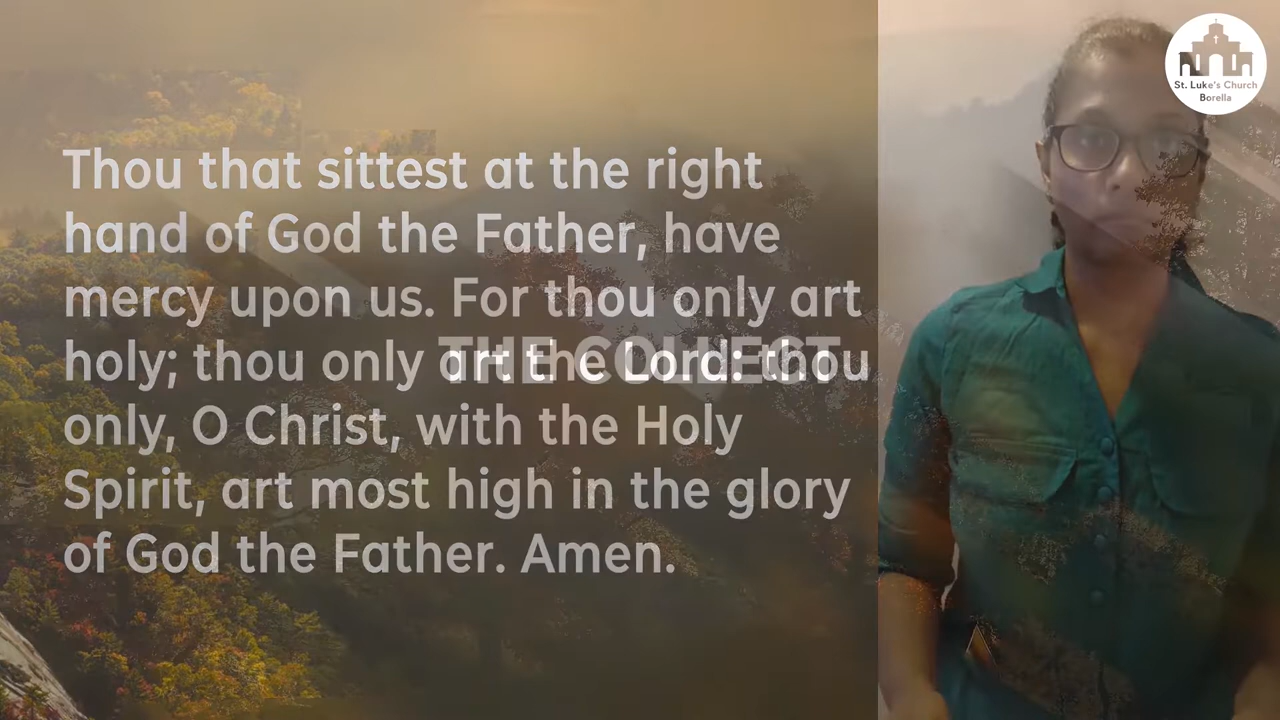 Thou that sittest at the right
hand of God the Father, have
mercy upon us. For thou only art
holy; thou only art the Lord: thou
only, O Christ, with the Holy
Spirit, art most high in the glory
of God the Father. Amen.
THE COLLECT
St. Luke's Church
Borella